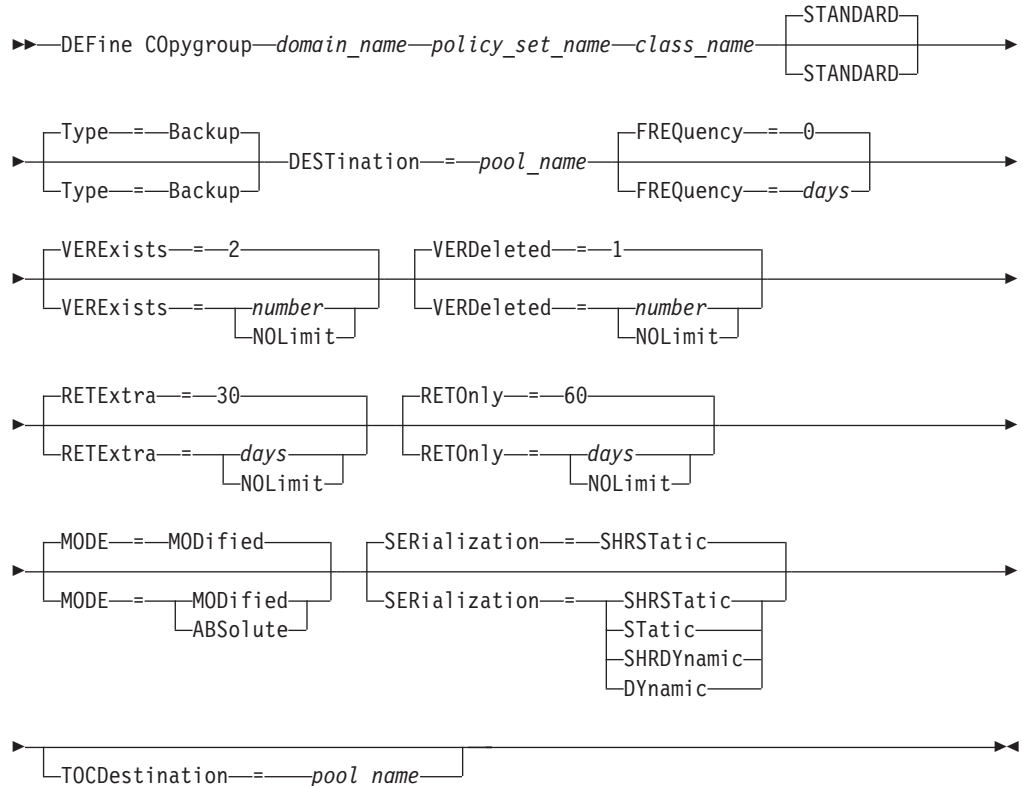 STANDARD
DEFine COpygroup domain_name policy_set_name class_name
STANDARD
Type = Backup FREQuency = 0
DESTination = pool_name
Type = Backup FREQuency = days
VERExists = 2 VERDeleted = 1
VERExists = number VERDeleted = number
NOLimit NOLimit
RETExtra = 30 RETOnly = 60
RETExtra = days RETOnly = days
NOLimit NOLimit
MODE = MODified SERialization = SHRSTatic
MODE = MODified SERialization = SHRSTatic
ABSolute STatic
SHRDYnamic
DYnamic
TOCDestination = pool_name